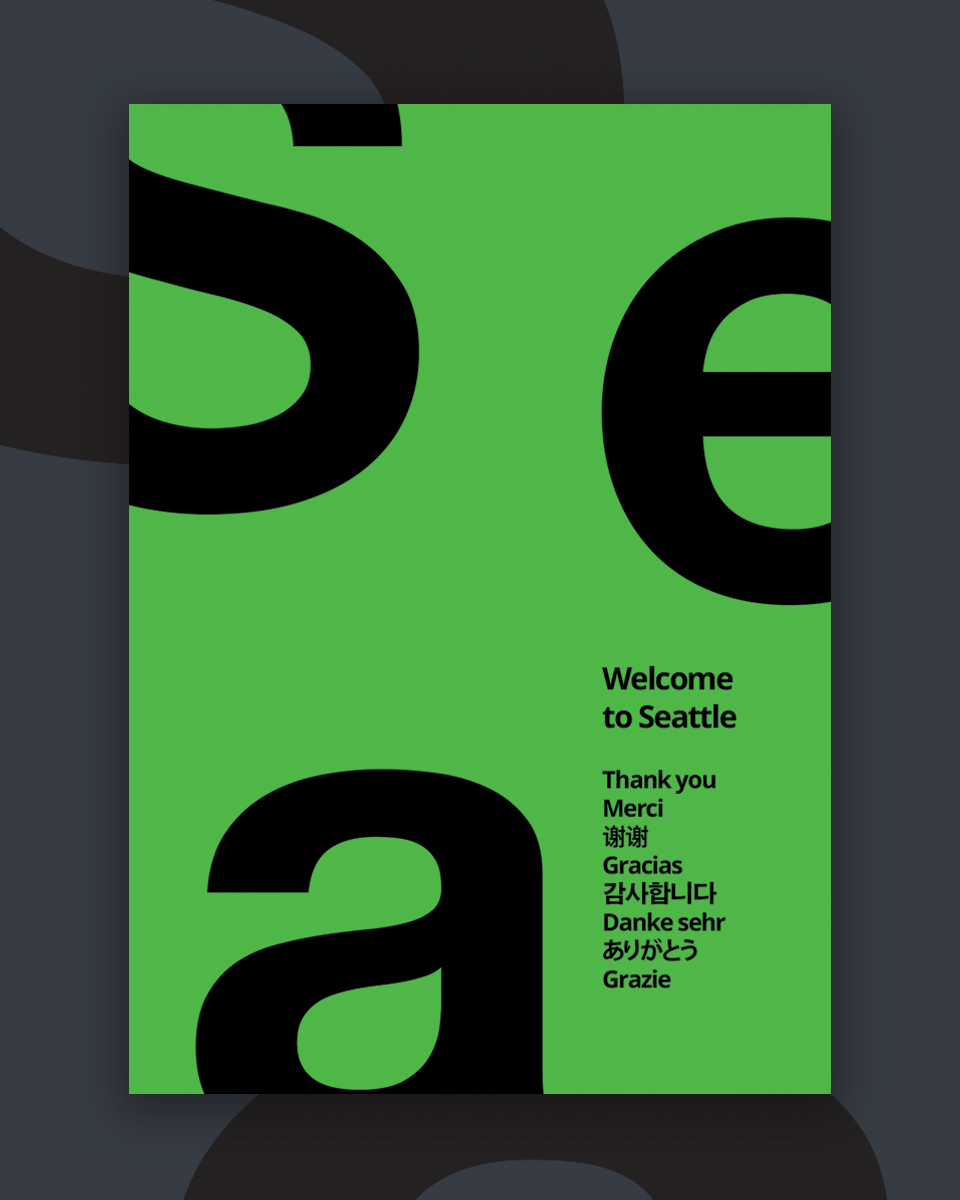 S e
a
Welcome
to Seattle
Thank you
Merci
谢谢
Gracias
감사합니다
Danke sehr
ありがとう
Grazie